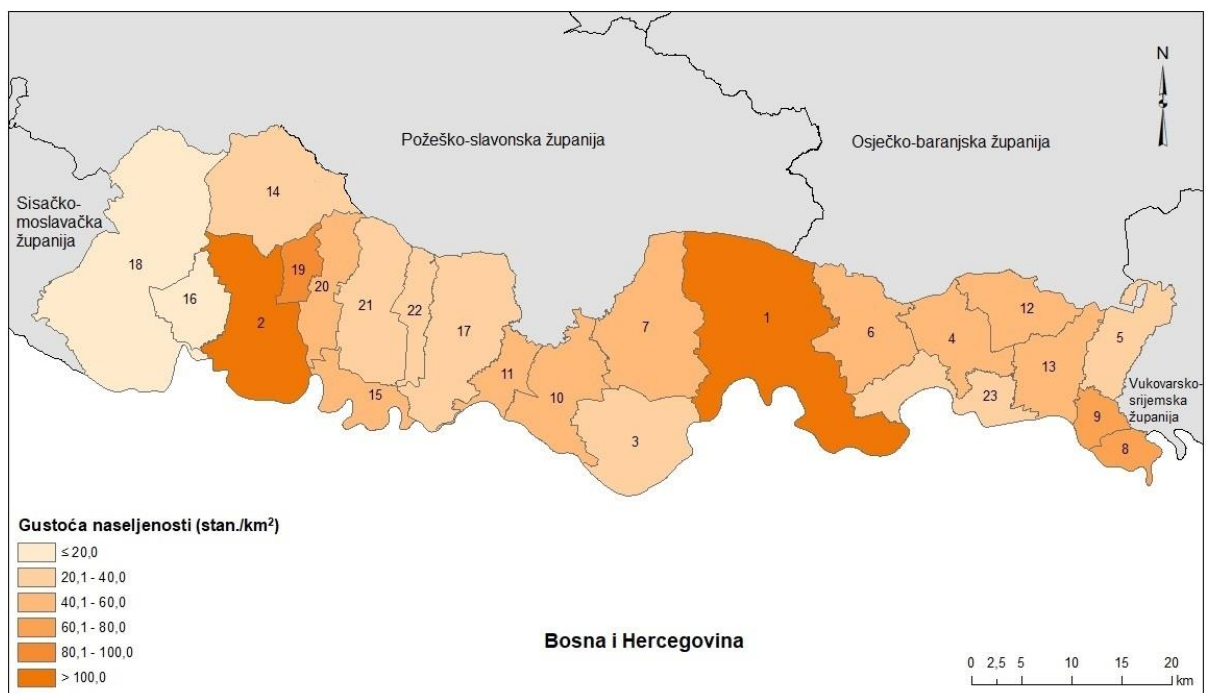 N
Požeško-slavonska županija
Osječko-baranjska županija
Sisačko-
moslavačka
županija
14
18
19
16
20
21
22
2
17
7
1
6
4
12
5
13
11
15
10
3
23
Vukovarsko-
srijemska
županija
9
8
Gustoća naseljenosti (stan./km²)
≤ 20,0
20,1 - 40,0
40,1 - 60,0
60,1 - 80,0
80,1 - 100,0
> 100,0
Bosna i Hercegovina
0 2,5 5 10 15 20
km